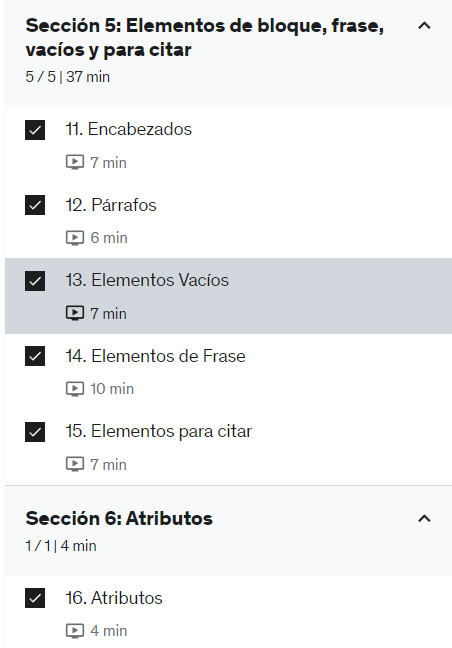 Sección 5: Elementos de bloque, frase,
vacíos y para citar
5 / 5 | 37 min
11. Encabezados
7 min
12. Párrafos
6 min
13. Elementos Vacíos
7 min
14. Elementos de Frase
10 min
15. Elementos para citar
7 min
Sección 6: Atributos
1 / 1 | 4 min
16. Atributos
4 min